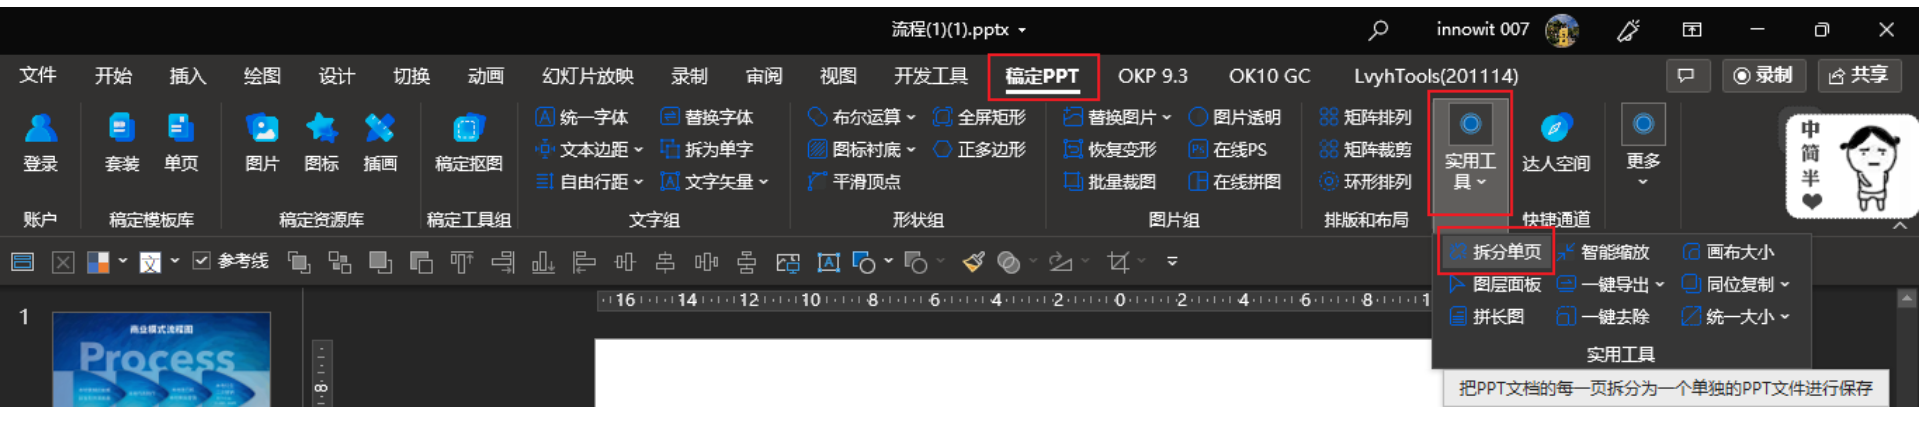 流程(1)(1).pptx
innowit 007
文件 开始 插入 绘图 设计 切换 动画 幻灯片放映 录制 审阅 视图 开发工具 稿定PPT OKP 9.3 OK10 GC LvyhTools(201114) 录制 共享
登录 套装 单页 图片 图标 插画 稿定抠图
统一字体 替换字体 布尔运算 全屏矩形 替换图片 图片透明 矩阵排列
文本边距 拆为单字 图标衬底 正多边形 恢复变形 在线PS 矩阵裁剪
自由行距 文字矢量 平滑顶点 批量裁图 在线拼图 环形排列
实用工具 达人空间 更多
账户 稿定模板库 稿定资源库 稿定工具组 文字组 形状组 图片组 排版和布局 快捷通道
中
简
半
文 参考线
拆分单页 智能缩放 画布大小
图层面板 一键导出 同位复制
拼长图 一键去除 统一大小
实用工具
把PPT文档的每一页拆分为一个单独的PPT文件进行保存
16 14 12 10 8 6 4 2 0 2 4 6 8 1
1
商业模式流程图
Process
8